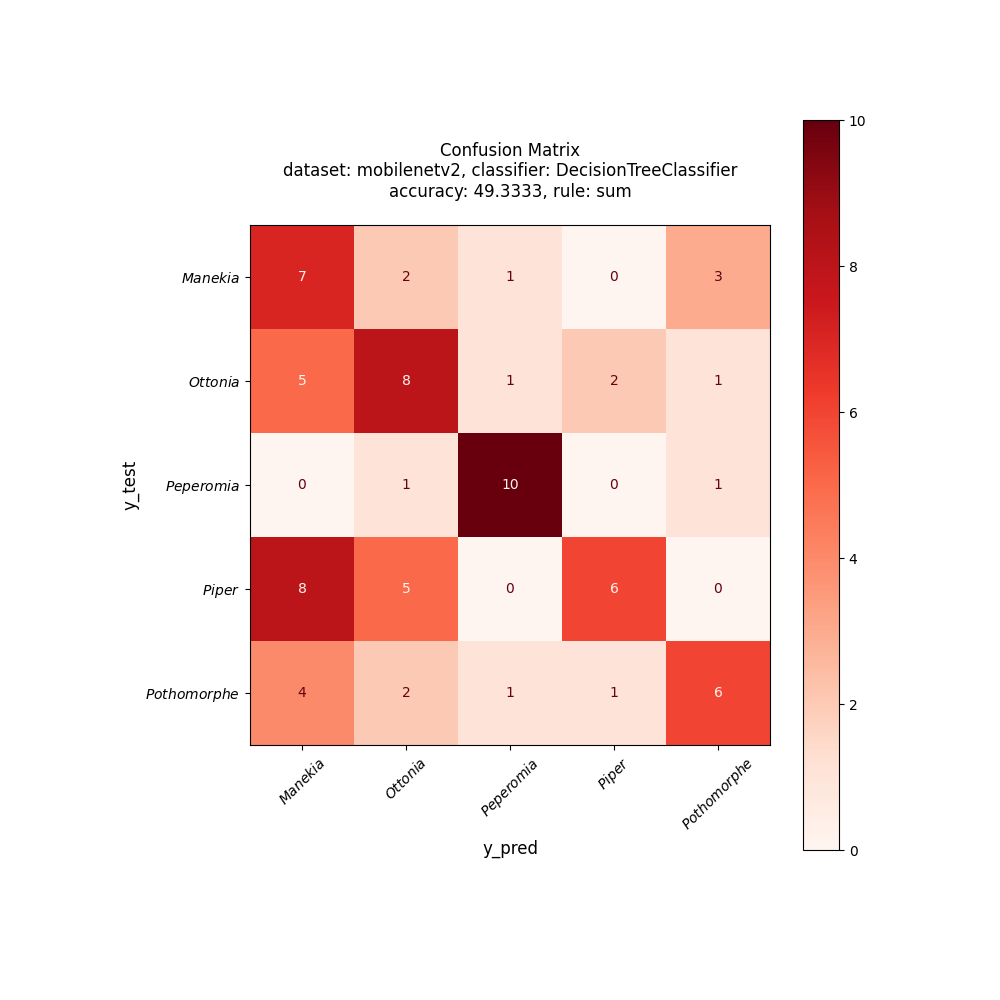 Confusion Matrix
dataset: mobilenetv2, classifier: DecisionTreeClassifier
accuracy: 49.3333, rule: sum
y_test
Manekia 7 2 1 0 3
Ottonia 5 8 1 2 1
Peperomia 0 1 10 0 1
Piper 8 5 0 6 0
Pothomorphe 4 2 1 1 6
Manekia Ottonia Peperomia Piper Pothomorphe
y_pred
10
8
6
4
2
0